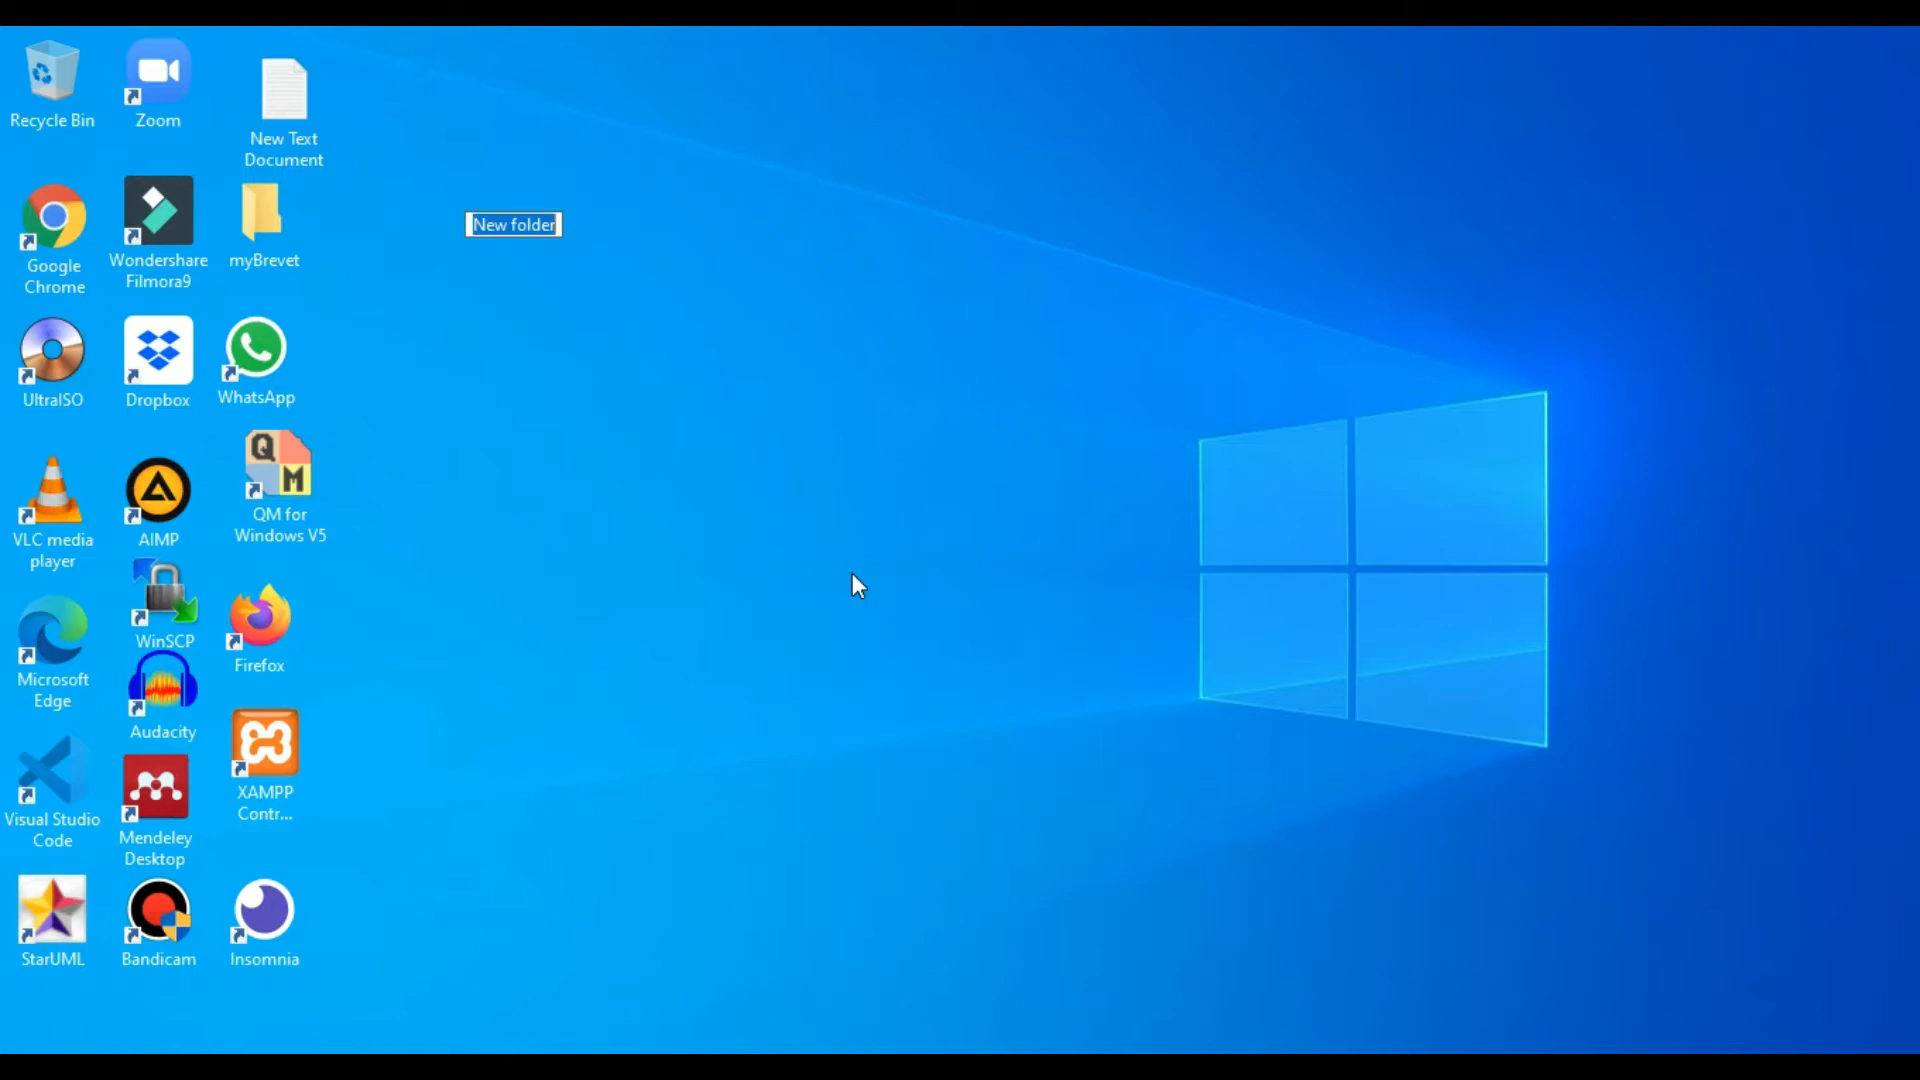 Recycle Bin
Zoom
New Text
Document
Google
Chrome
Wondershare
Filmora9
myBrevet
New folder
UltraISO
Dropbox
WhatsApp
VLC media
player
AIMP
Q
M
QM for
Windows V5
Microsoft
Edge
WinSCP
Audacity
Firefox
Visual Studio
Code
Mendeley
Desktop
XAMPP
Contr...
StarUML
Bandicam
Insomnia